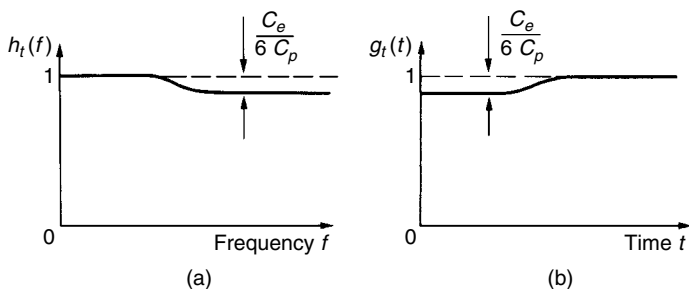 h_t(f)
C_e
6 C_p
1
0
Frequency f
(a)
g_t(t)
C_e
6 C_p
1
0
Time t
(b)